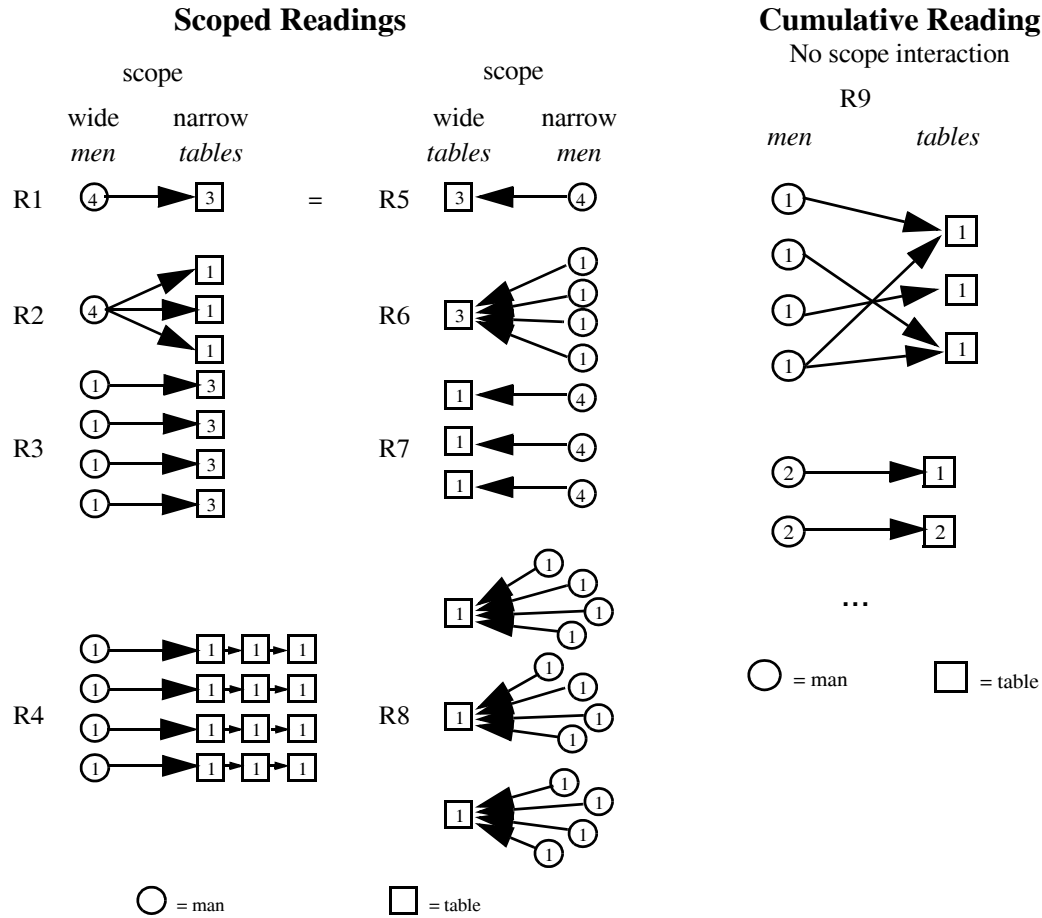 Scoped Readings
scope
wide narrow
men tables
R1 4 3 =
R2 4 1
1
1
R3 1 3
1 3
1 3
1 3
R4 1 1 1 1
1 1 1 1
1 1 1 1
1 1 1 1
= man
scope
wide narrow
tables men
R5 3 4
R6 3 1
1
1
1
R7 1 4
1 4
1 4
R8 1 1
1
1
1
1 1
1
1
1
1 1
1
1
1
= table
Cumulative Reading
No scope interaction
R9
men tables
1 1
1 1
1 1
1
2 1
2 2
...
= man = table